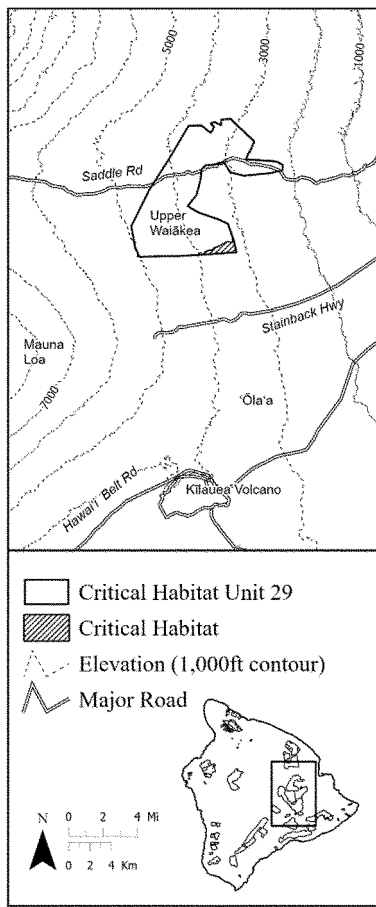 5000
3000
1000
Saddle Rd
Upper
Waiākea
Stainback Hwy
Mauna
Loa
7000
ʻŌlaʻa
Hawaiʻi Belt Rd
Kīlauea Volcano
Critical Habitat Unit 29
Critical Habitat
Elevation (1,000ft contour)
Major Road
N
0 2 4 Mi
0 2 4 Km